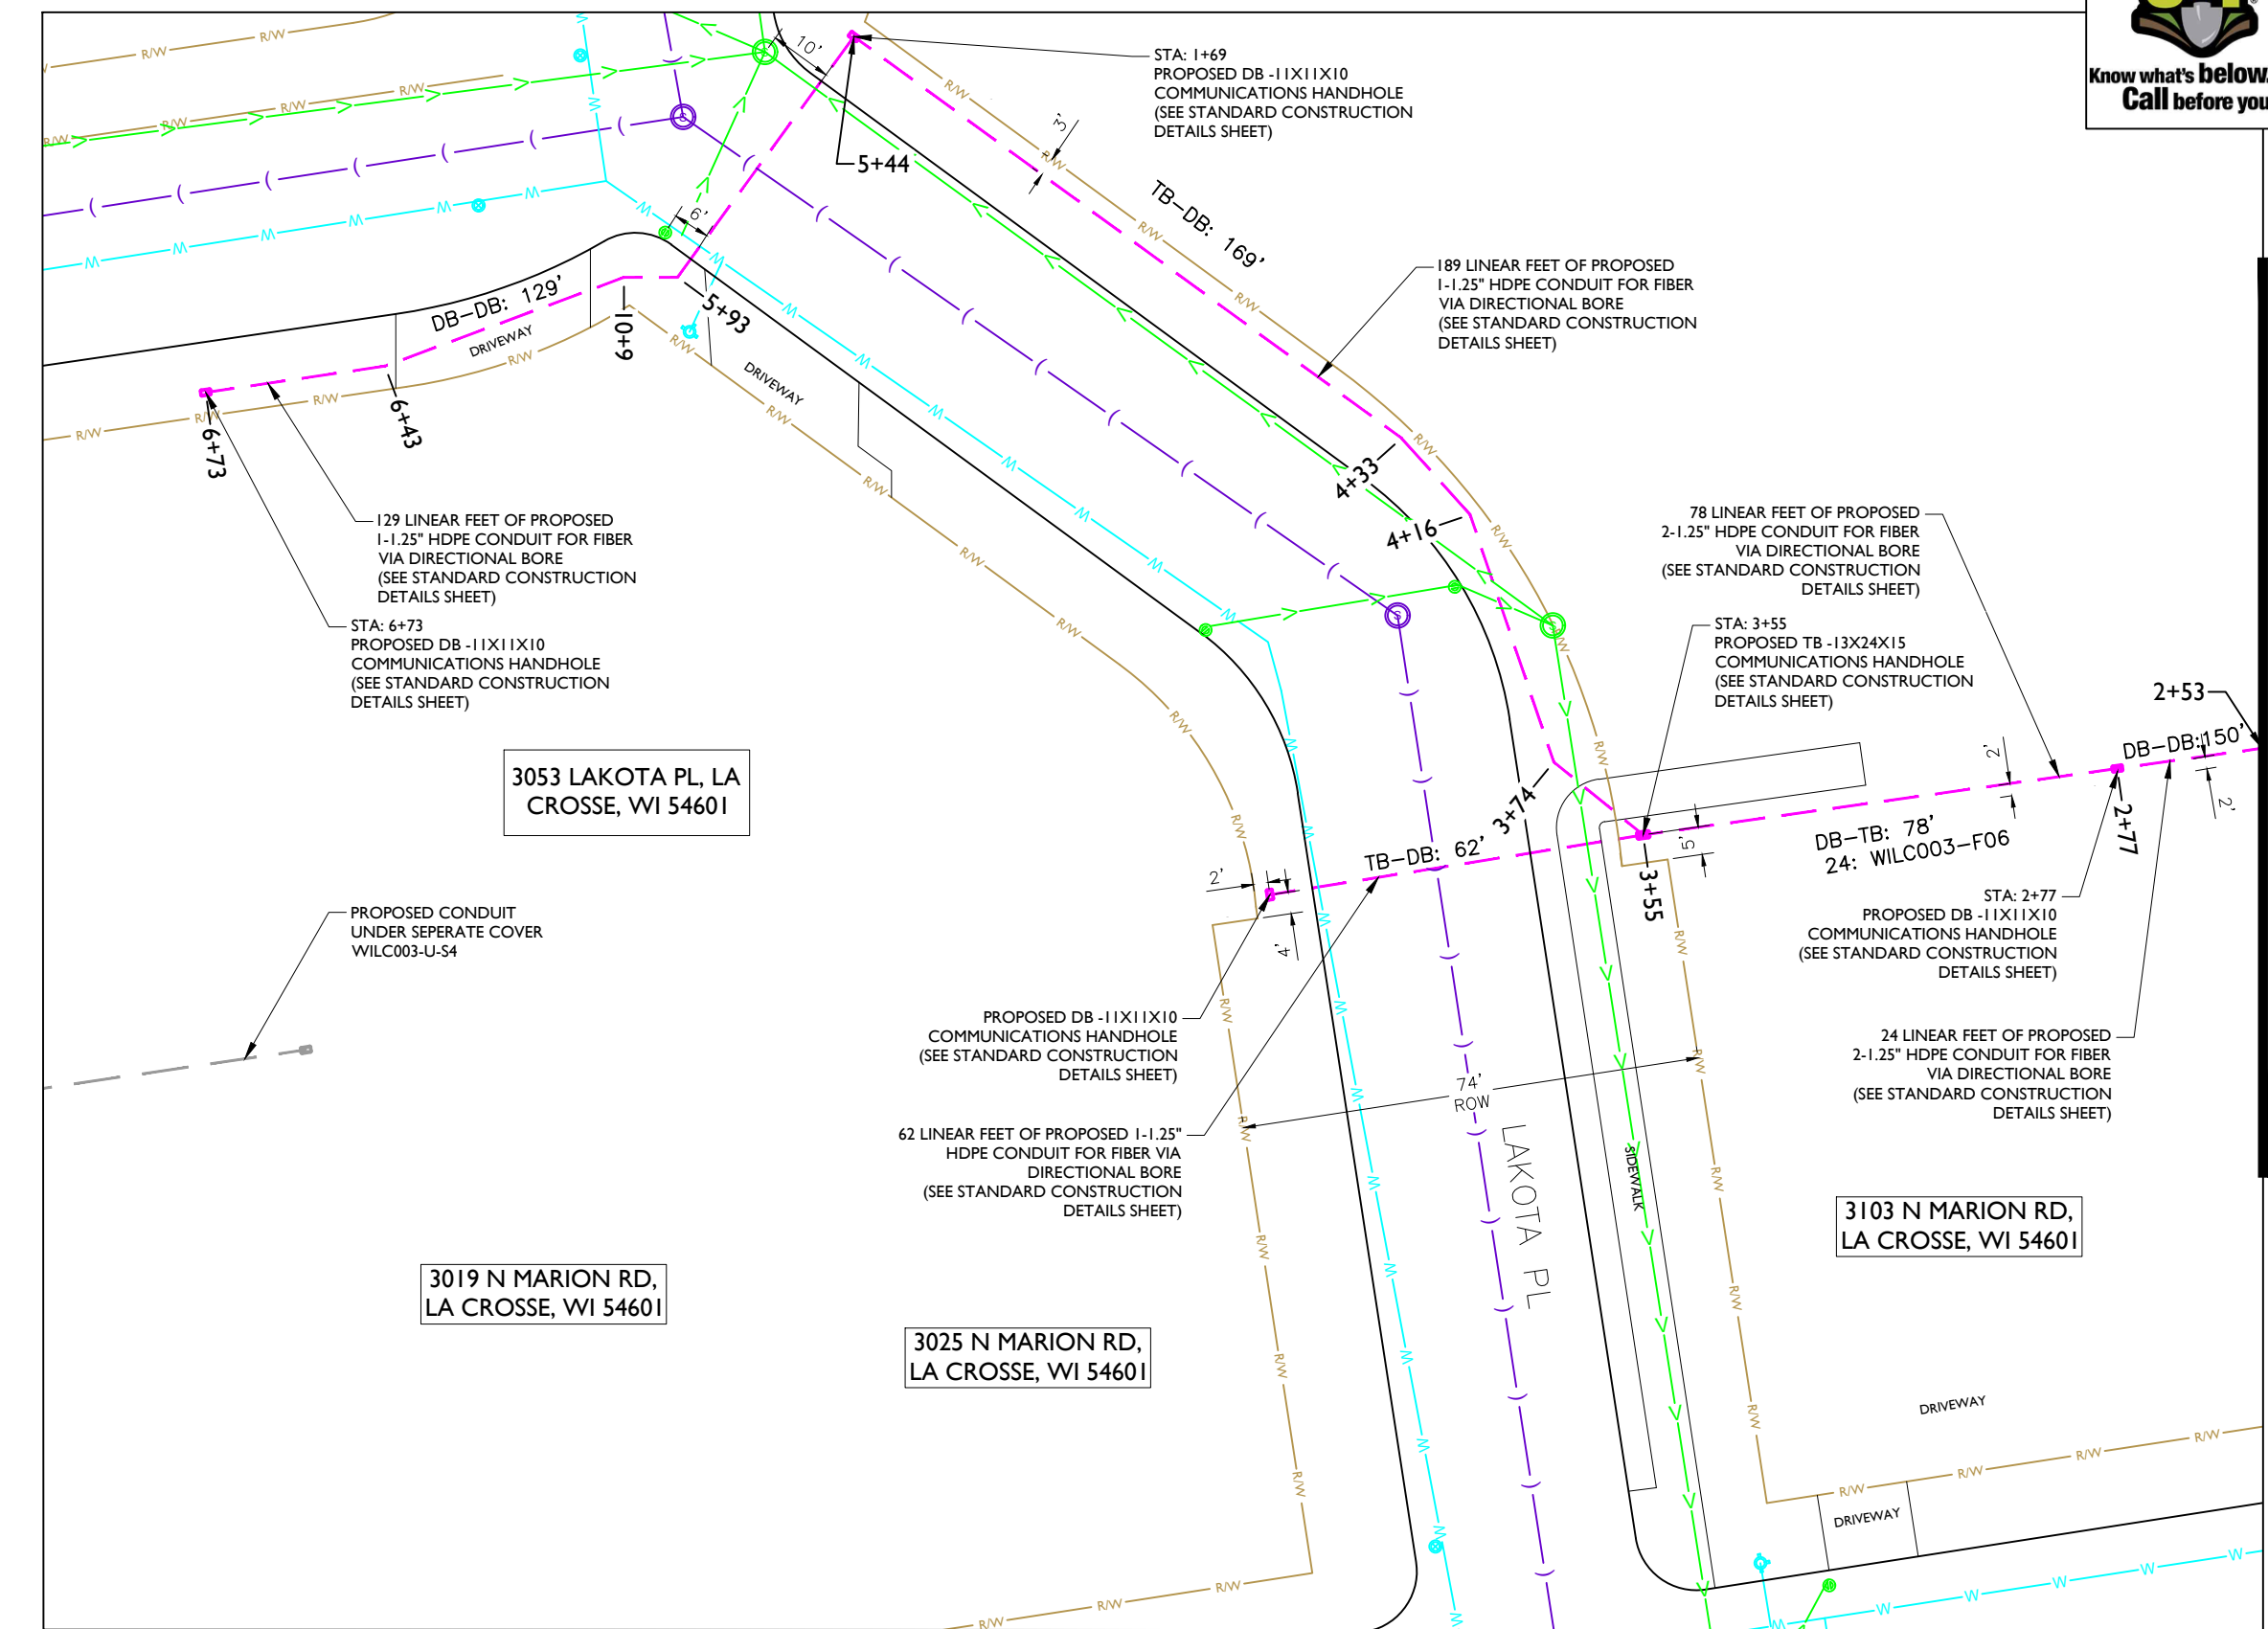 Know what's below.
Call before you
10'
STA: 1+69
PROPOSED DB -11X11X10
COMMUNICATIONS HANDHOLE
(SEE STANDARD CONSTRUCTION
DETAILS SHEET)
5+44
3'
6'
TB-DB: 169'
189 LINEAR FEET OF PROPOSED
1-1.25" HDPE CONDUIT FOR FIBER
VIA DIRECTIONAL BORE
(SEE STANDARD CONSTRUCTION
DETAILS SHEET)
DB-DB: 129'
DRIVEWAY
6+01
5+93
DRIVEWAY
6+43
6+73
4+33
4+16
129 LINEAR FEET OF PROPOSED
1-1.25" HDPE CONDUIT FOR FIBER
VIA DIRECTIONAL BORE
(SEE STANDARD CONSTRUCTION
DETAILS SHEET)
STA: 6+73
PROPOSED DB -11X11X10
COMMUNICATIONS HANDHOLE
(SEE STANDARD CONSTRUCTION
DETAILS SHEET)
78 LINEAR FEET OF PROPOSED
2-1.25" HDPE CONDUIT FOR FIBER
VIA DIRECTIONAL BORE
(SEE STANDARD CONSTRUCTION
DETAILS SHEET)
STA: 3+55
PROPOSED TB -13X24X15
COMMUNICATIONS HANDHOLE
(SEE STANDARD CONSTRUCTION
DETAILS SHEET)
2+53
DB-DB:150'
2'
2'
3053 LAKOTA PL, LA
CROSSE, WI 54601
3+74
TB-DB: 62'
5'
DB-TB: 78'
24: WILC003-F06
2+77
3+55
2'
4'
STA: 2+77
PROPOSED DB -11X11X10
COMMUNICATIONS HANDHOLE
(SEE STANDARD CONSTRUCTION
DETAILS SHEET)
PROPOSED CONDUIT
UNDER SEPERATE COVER
WILC003-U-S4
PROPOSED DB -11X11X10
COMMUNICATIONS HANDHOLE
(SEE STANDARD CONSTRUCTION
DETAILS SHEET)
24 LINEAR FEET OF PROPOSED
2-1.25" HDPE CONDUIT FOR FIBER
VIA DIRECTIONAL BORE
(SEE STANDARD CONSTRUCTION
DETAILS SHEET)
74'
ROW
62 LINEAR FEET OF PROPOSED 1-1.25"
HDPE CONDUIT FOR FIBER VIA
DIRECTIONAL BORE
(SEE STANDARD CONSTRUCTION
DETAILS SHEET)
LAKOTA PL
SIDEWALK
3103 N MARION RD,
LA CROSSE, WI 54601
3019 N MARION RD,
LA CROSSE, WI 54601
3025 N MARION RD,
LA CROSSE, WI 54601
DRIVEWAY
DRIVEWAY